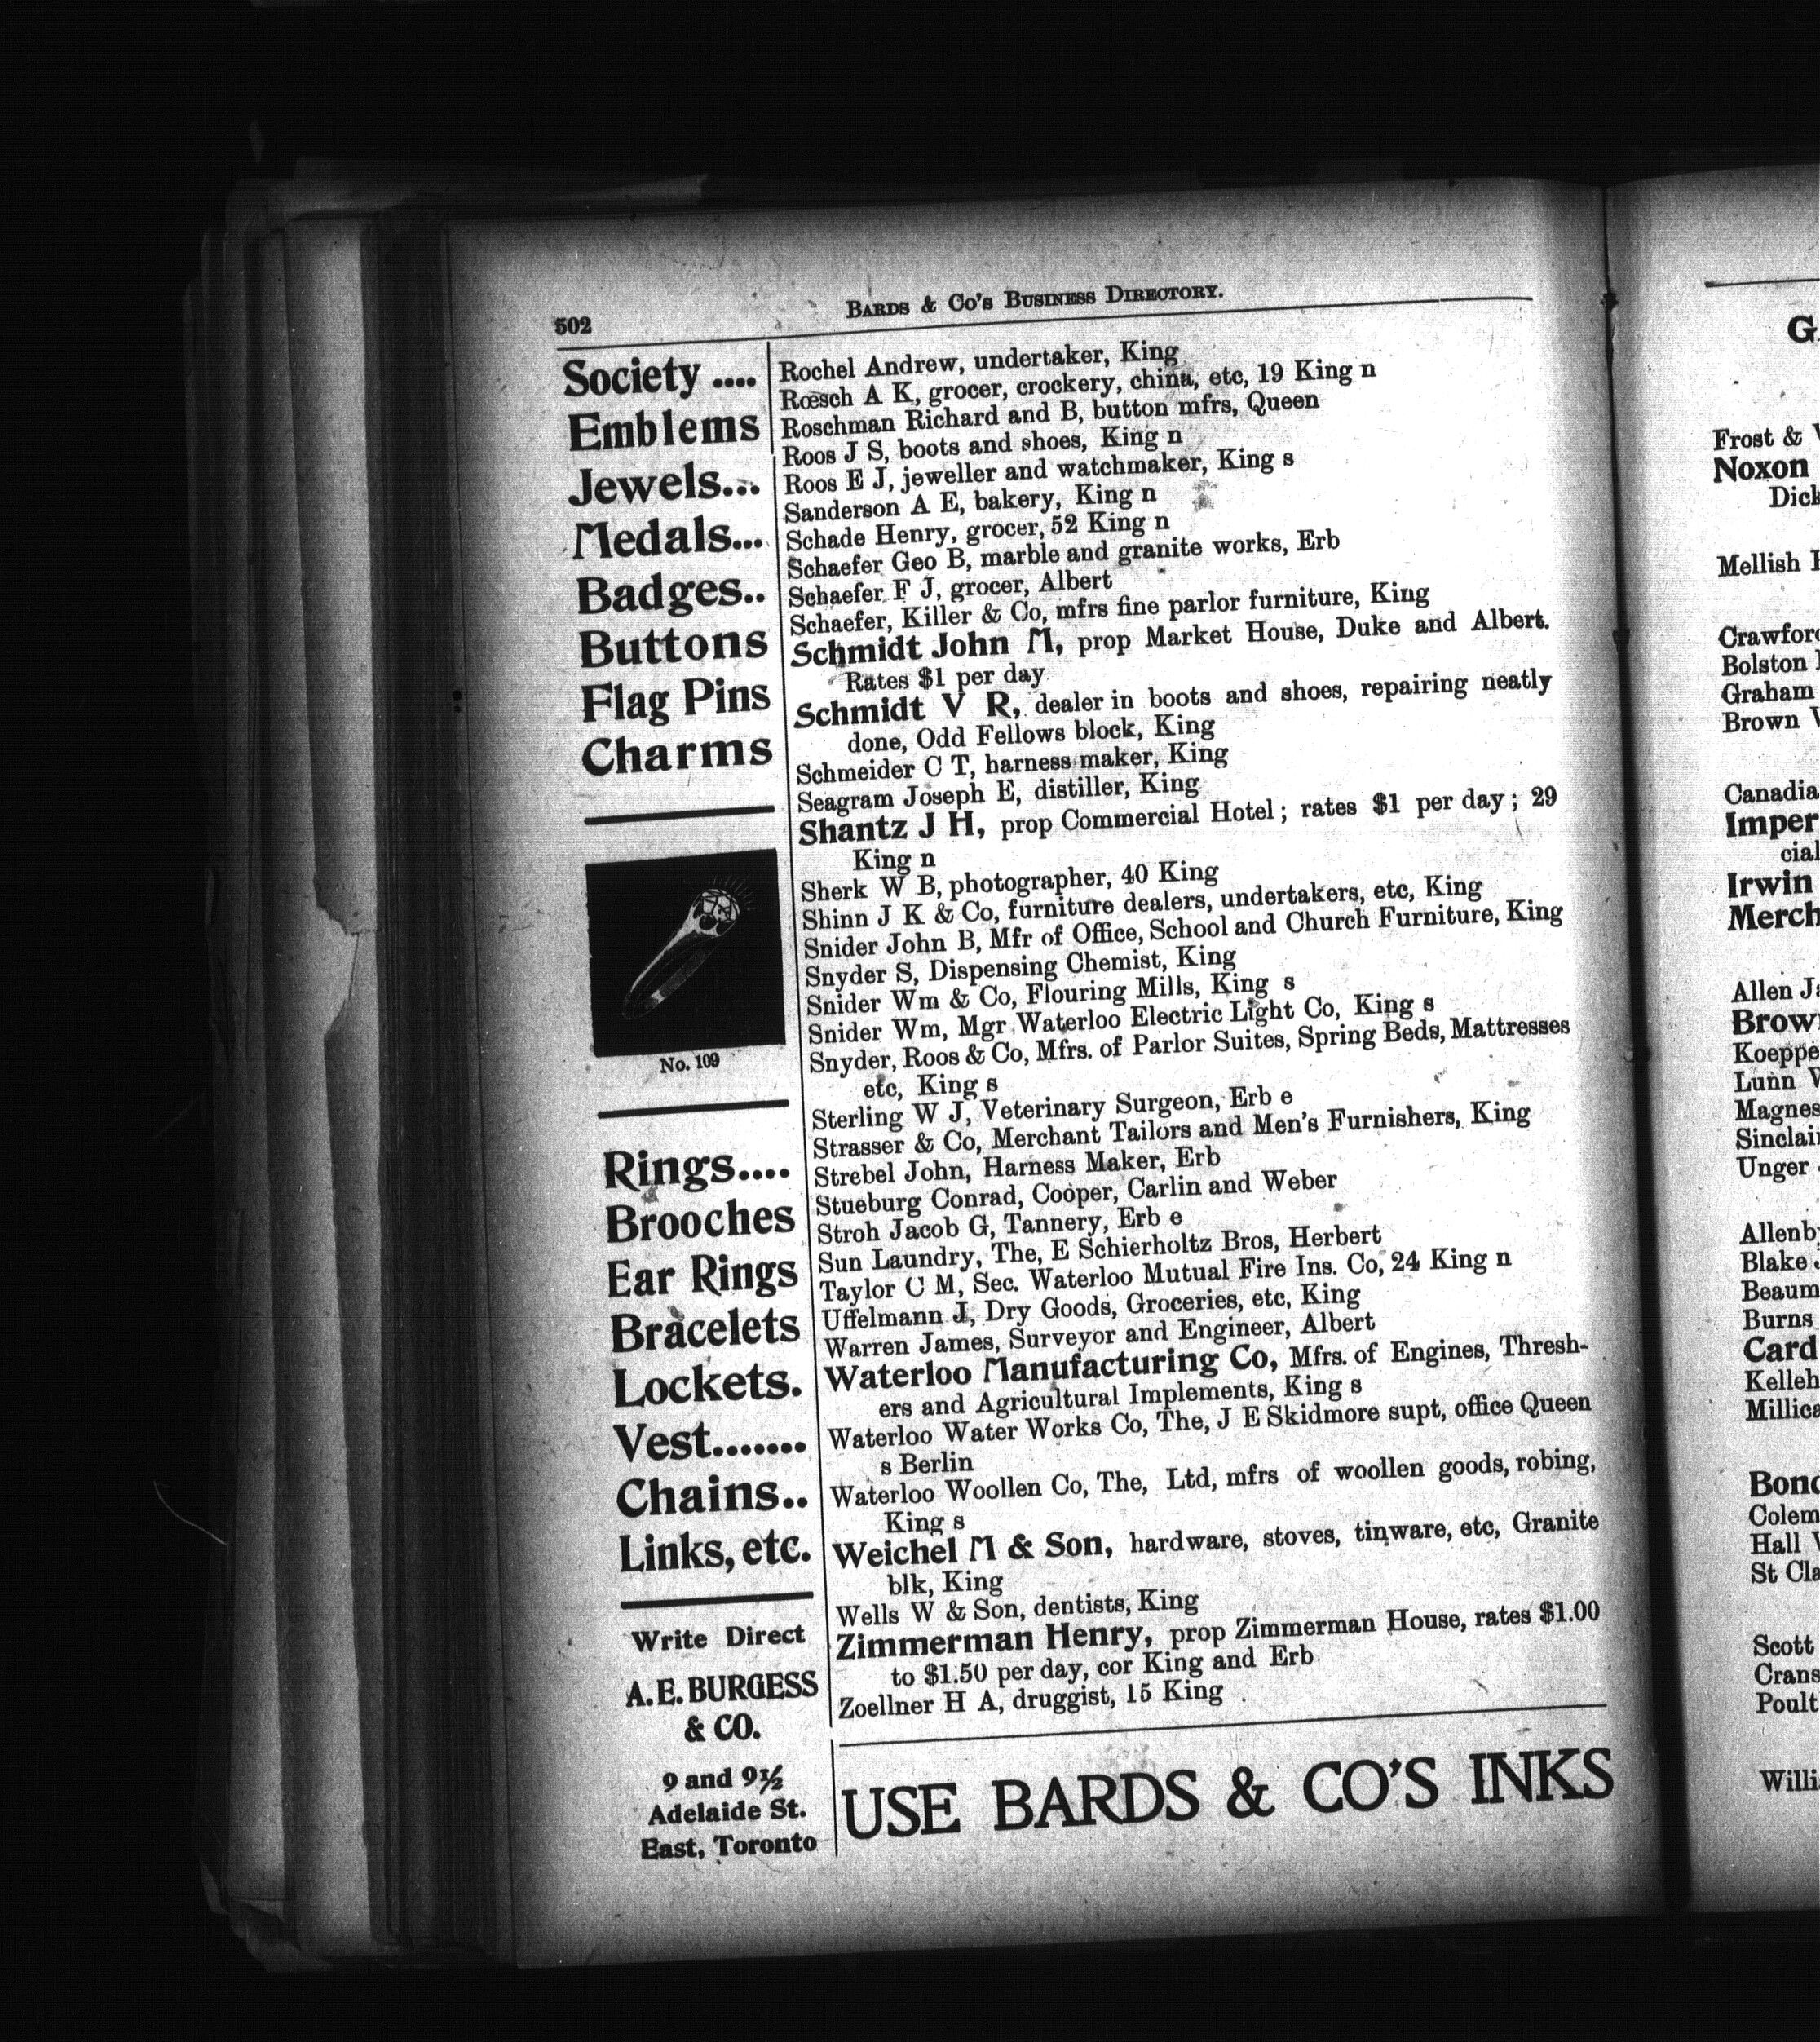 502
BARDS & CO'S BUSINESS DIRECTORY.
Society ....
Emblems
Jewels...
Medals...
Badges..
Buttons
Flag Pins
Charms
No. 109
Rings....
Brooches
Ear Rings
Bracelets
Lockets.
Vest.......
Chains..
Links, etc.
Write Direct
A. E. BURGESS
& CO.
9 and 9½
Adelaide St.
East, Toronto
Rochel Andrew, undertaker, King
Rœsch A K, grocer, crockery, china, etc, 19 King n
Roschman Richard and B, button mfrs, Queen
Roos J S, boots and shoes, King n
Roos E J, jeweller and watchmaker, King s
Sanderson A E, bakery, King n
Schade Henry, grocer, 52 King n
Schaefer Geo B, marble and granite works, Erb
Schaefer F J, grocer, Albert
Schaefer, Killer & Co, mfrs fine parlor furniture, King
Schmidt John M, prop Market House, Duke and Albert.
Rates $1 per day
Schmidt V R, dealer in boots and shoes, repairing neatly
done, Odd Fellows block, King
Schmeider C T, harness maker, King
Seagram Joseph E, distiller, King
Shantz J H, prop Commercial Hotel; rates $1 per day; 29
King n
Sherk W B, photographer, 40 King
Shinn J K & Co, furniture dealers, undertakers, etc, King
Snider John B, Mfr of Office, School and Church Furniture, King
Snyder S, Dispensing Chemist, King
Snider Wm & Co, Flouring Mills, King s
Snider Wm, Mgr Waterloo Electric Light Co, King s
Snyder, Roos & Co, Mfrs. of Parlor Suites, Spring Beds, Mattresses
etc, King s
Sterling W J, Veterinary Surgeon, Erb e
Strasser & Co, Merchant Tailors and Men's Furnishers, King
Strebel John, Harness Maker, Erb
Stueburg Conrad, Cooper, Carlin and Weber
Stroh Jacob G, Tannery, Erb e
Sun Laundry, The, E Schierholtz Bros, Herbert
Taylor C M, Sec. Waterloo Mutual Fire Ins. Co, 24 King n
Uffelmann J, Dry Goods, Groceries, etc, King
Warren James, Surveyor and Engineer, Albert
Waterloo Manufacturing Co, Mfrs. of Engines, Thresh-
ers and Agricultural Implements, King s
Waterloo Water Works Co, The, J E Skidmore supt, office Queen
s Berlin
Waterloo Woollen Co, The, Ltd, mfrs of woollen goods, robing,
King s
Weichel M & Son, hardware, stoves, tinware, etc, Granite
blk, King
Wells W & Son, dentists, King
Zimmerman Henry, prop Zimmerman House, rates $1.00
to $1.50 per day, cor King and Erb
Zoellner H A, druggist, 15 King
USE BARDS & CO'S INKS
Frost &
Noxon
Mellish
Bolston
Graham
Brown
Irwin
Allen
Lunn
Unger
Burns
Card
Hall
Scott